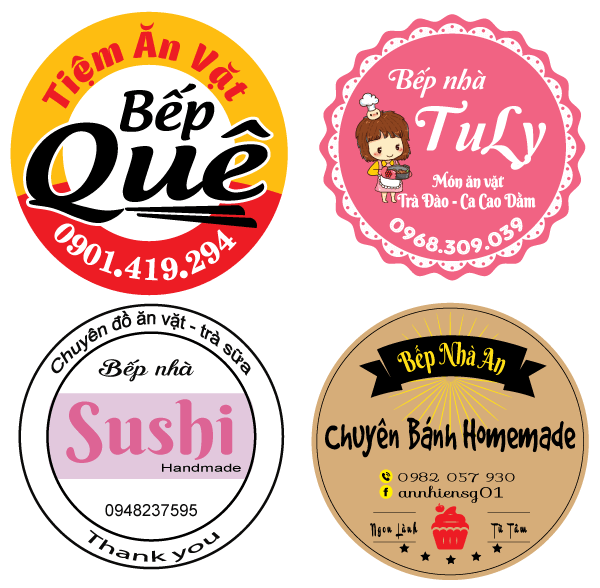 Tiệm Ăn Vặt
Bếp
Quê
0901.419.294
Bếp nhà
TuLy
Món ăn vặt
Trà Đào - Ca Cao Dầm
0968.309.039
Chuyên đồ ăn vặt - trà sữa
Bếp nhà
Sushi
Handmade
0948237595
Thank you
Bếp Nhà An
Chuyên Bánh Homemade
0982 057 930
annhiensg01
Ngon Lành
Từ Tâm